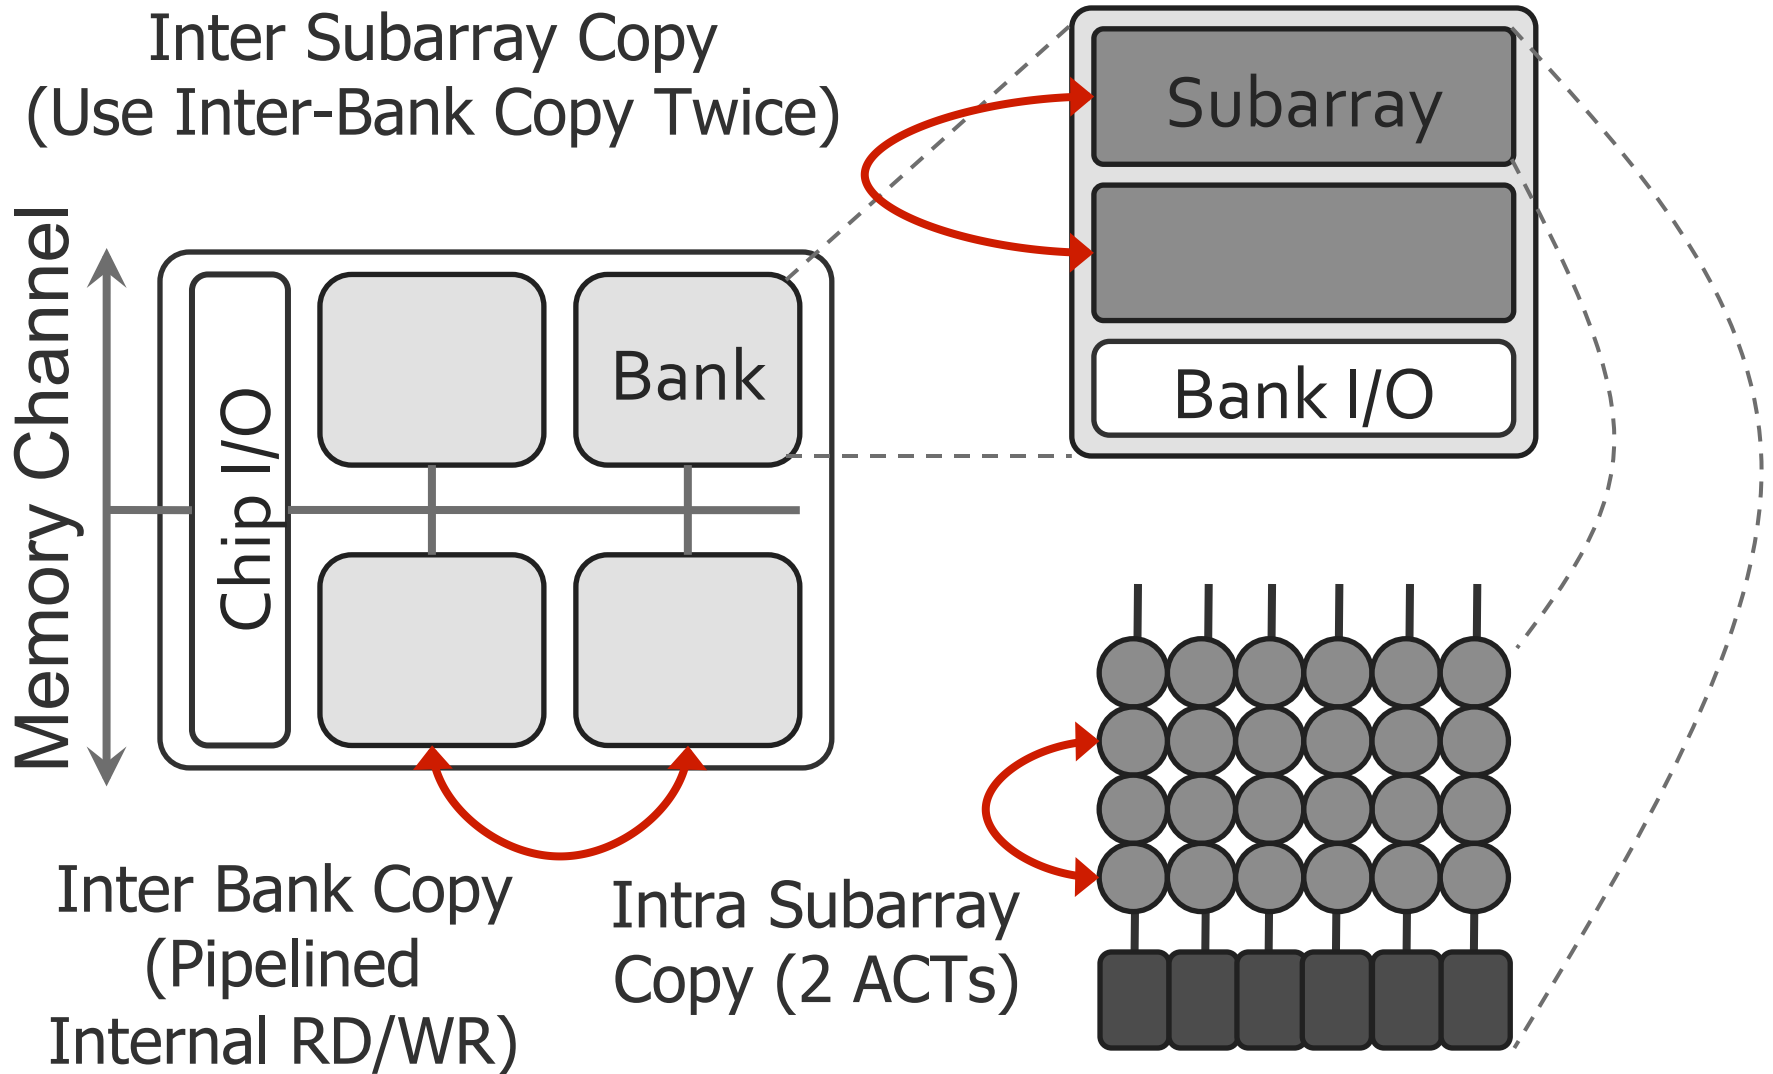 Inter Subarray Copy
(Use Inter-Bank Copy Twice)
Subarray
Bank I/O
Memory Channel
Chip I/O
Bank
Inter Bank Copy
(Pipelined
Internal RD/WR)
Intra Subarray
Copy (2 ACTs)